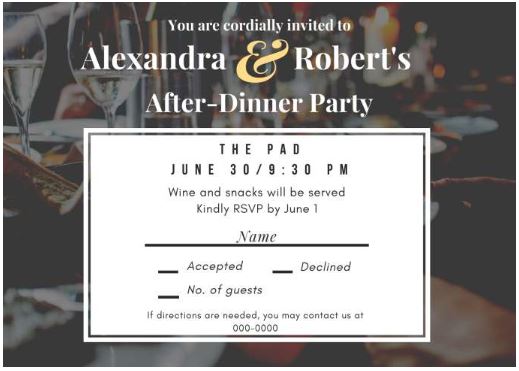 You are cordially invited to
Alexandra & Robert's
After-Dinner Party
THE PAD
JUNE 30/9:30 PM
Wine and snacks will be served
Kindly RSVP by June 1
Name
Accepted Declined
No. of guests
If directions are needed, you may contact us at
000-0000